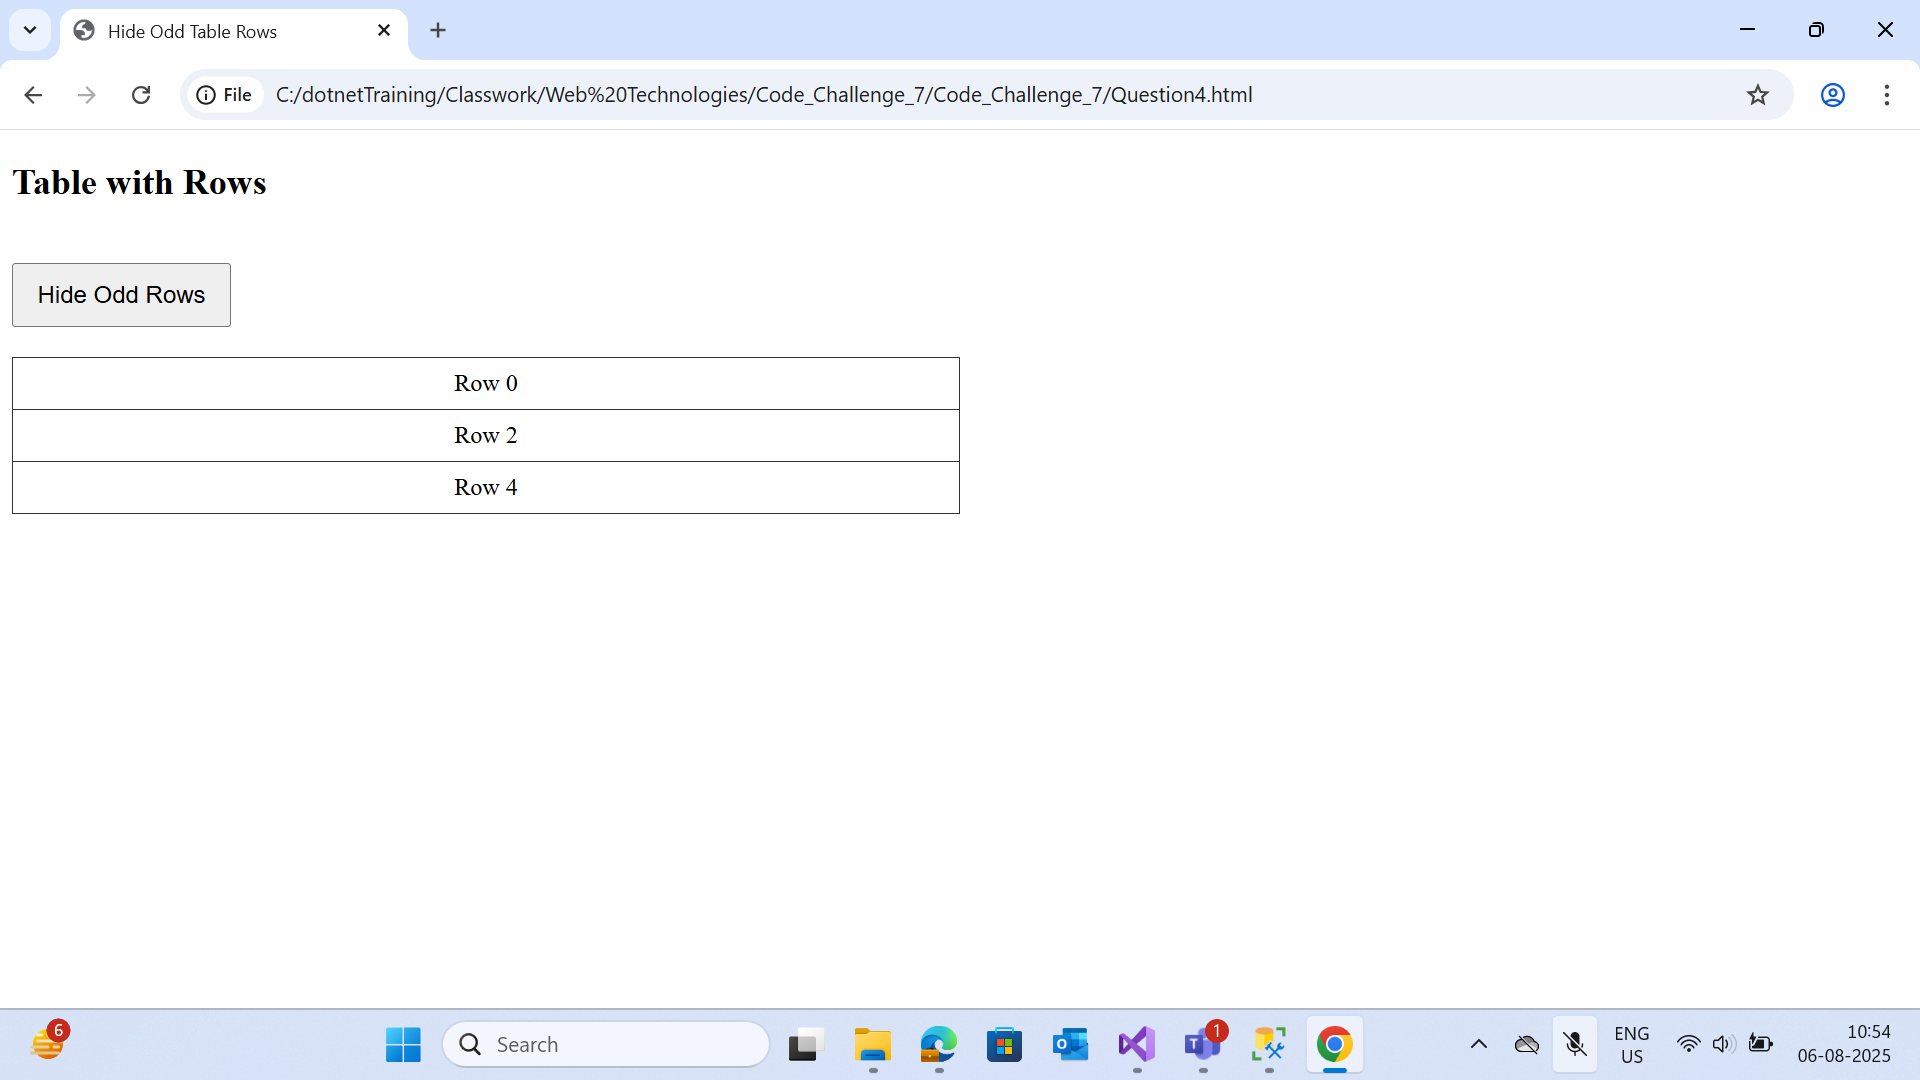 Hide Odd Table Rows
File
C:/dotnetTraining/Classwork/Web%20Technologies/Code_Challenge_7/Code_Challenge_7/Question4.html
Table with Rows
Hide Odd Rows
Row 0
Row 2
Row 4
6
Search
1
ENG
US
10:54
06-08-2025